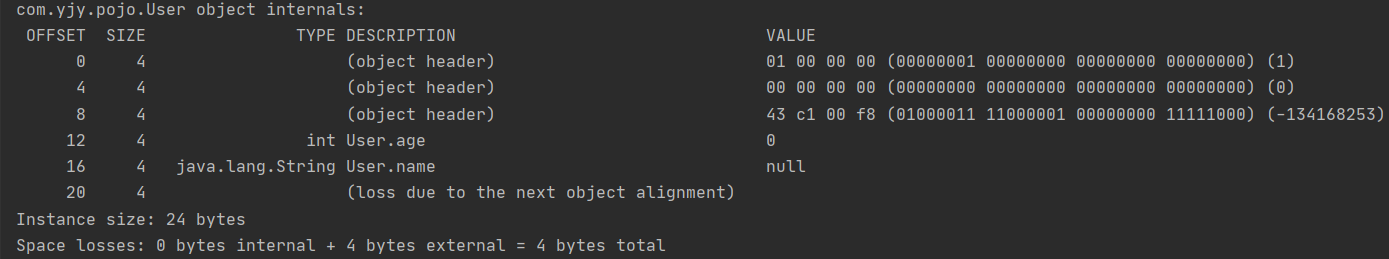 com.yjy.pojo.User object internals:
OFFSET  SIZE               TYPE DESCRIPTION                               VALUE
     0     4                    (object header)                           01 00 00 00 (00000001 00000000 00000000 00000000) (1)
     4     4                    (object header)                           00 00 00 00 (00000000 00000000 00000000 00000000) (0)
     8     4                    (object header)                           43 c1 00 f8 (01000011 11000001 00000000 11111000) (-134168253)
    12     4                int User.age                                  0
    16     4   java.lang.String User.name                                 null
    20     4                    (loss due to the next object alignment)
Instance size: 24 bytes
Space losses: 0 bytes internal + 4 bytes external = 4 bytes total